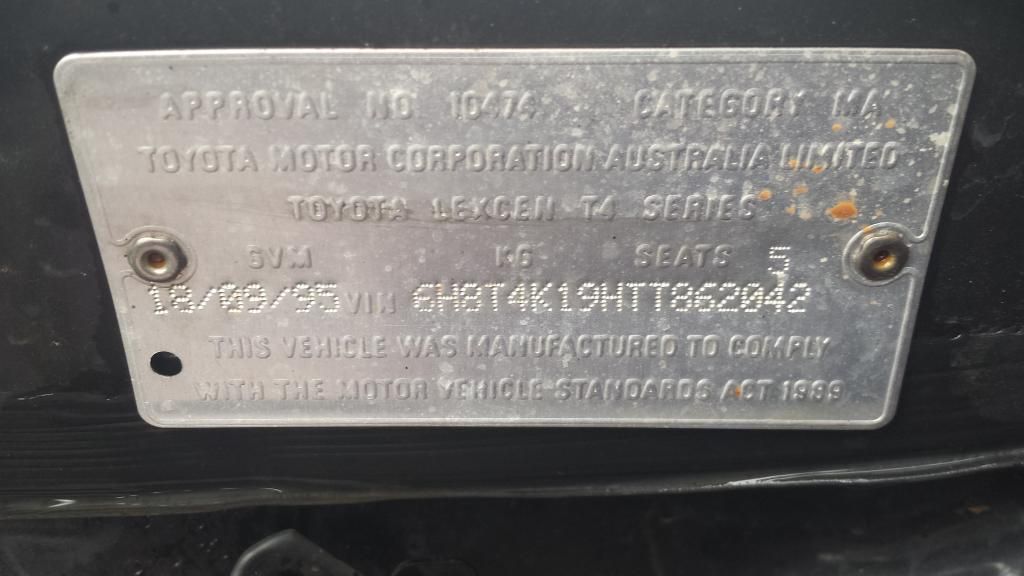 APPROVAL NO 10474 CATEGORY MA
TOYOTA MOTOR CORPORATION AUSTRALIA LIMITED
TOYOTA LEXCEN T4 SERIES
GVM KG SEATS 5
18/09/95 VIN 6H8T4K19HTT862042
THIS VEHICLE WAS MANUFACTURED TO COMPLY
WITH THE MOTOR VEHICLE STANDARDS ACT 1989